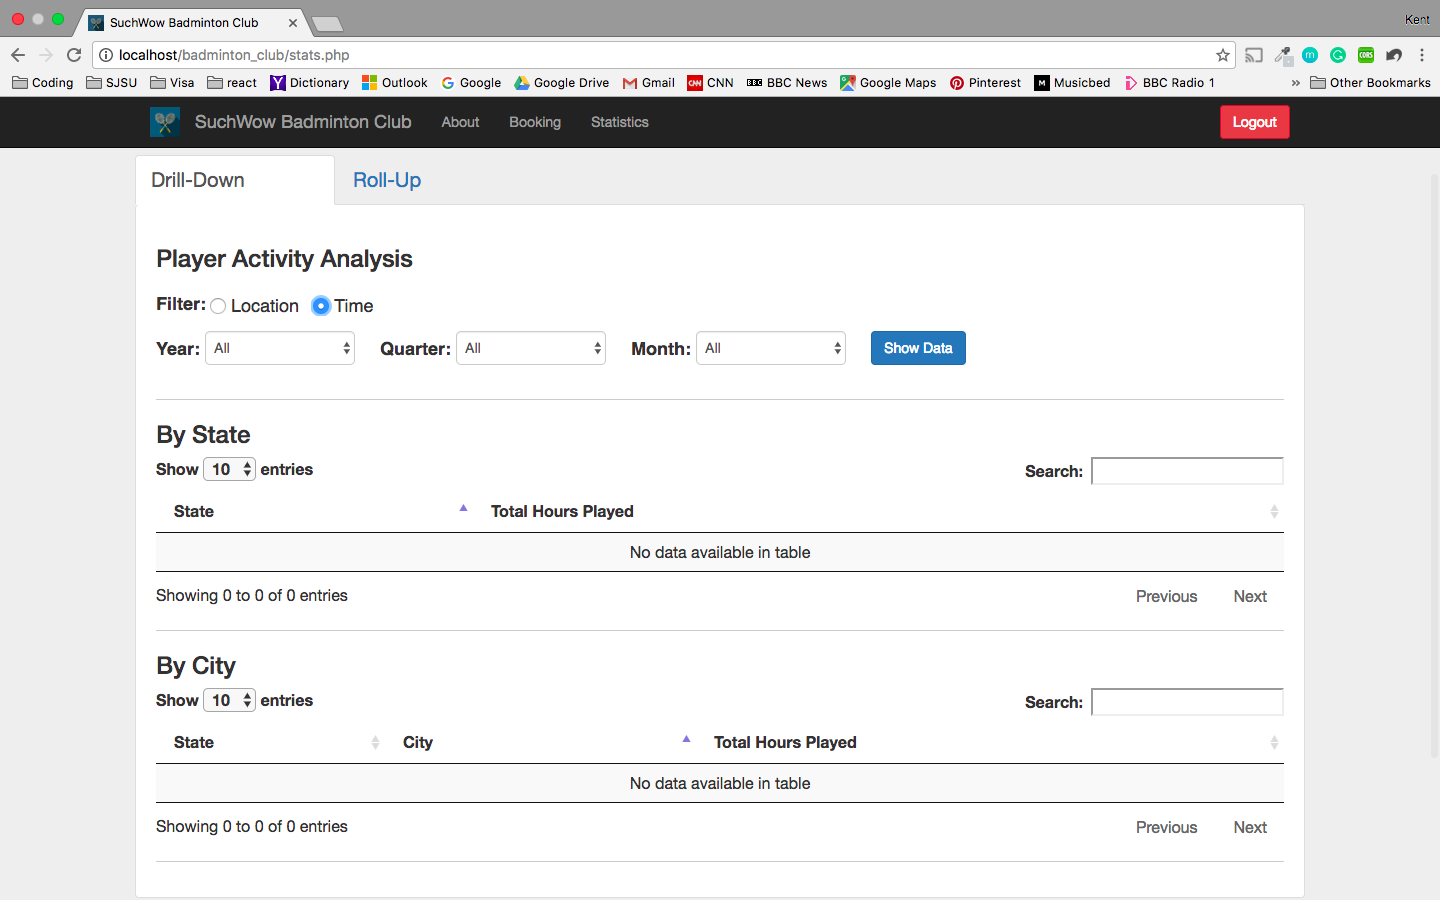 SuchWow Badminton Club
Kent
localhost/badminton_club/stats.php
m
G
CORS
Coding SJSU Visa react Y Dictionary Outlook G Google Google Drive Gmail CNN CNN BBC BBC News Google Maps Pinterest M Musicbed BBC Radio 1 » Other Bookmarks
SuchWow Badminton Club About Booking Statistics Logout
Drill-Down Roll-Up
Player Activity Analysis
Filter: Location Time
Year: All Quarter: All Month: All Show Data
By State
Show 10 entries Search:
State Total Hours Played
No data available in table
Showing 0 to 0 of 0 entries Previous Next
By City
Show 10 entries Search:
State City Total Hours Played
No data available in table
Showing 0 to 0 of 0 entries Previous Next